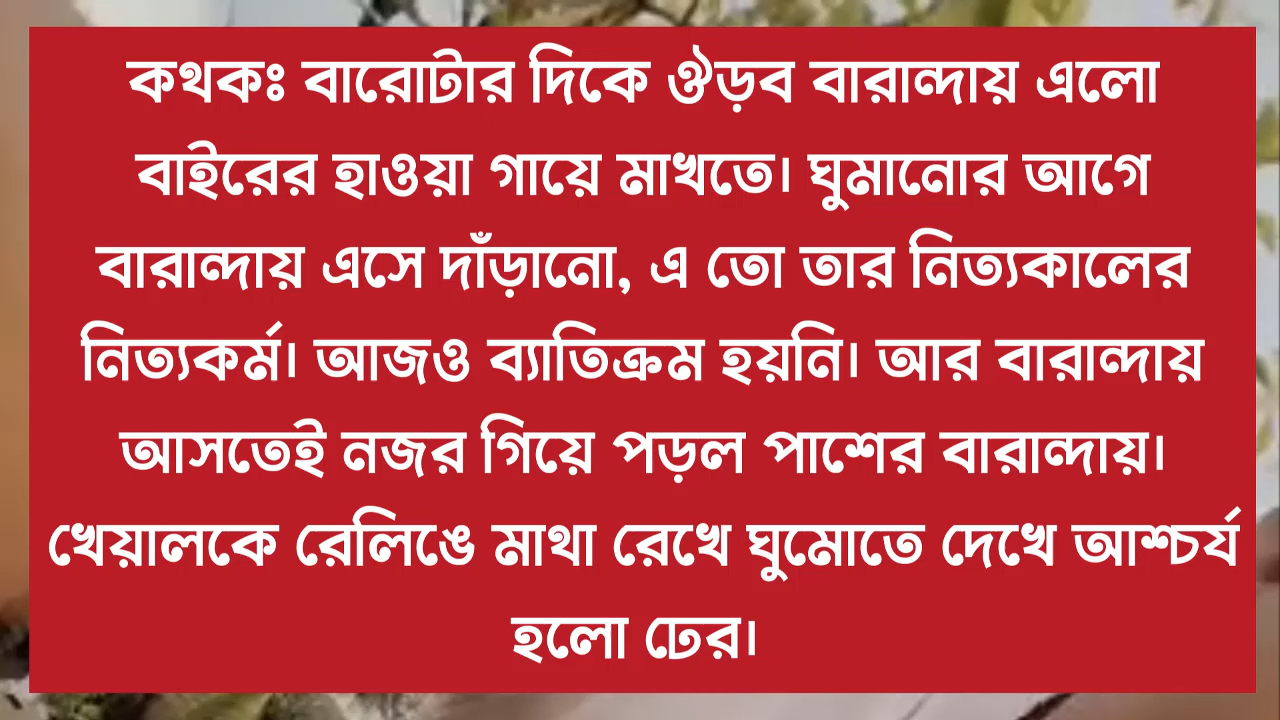 কথকঃ বারোটার দিকে ঔড়ব বারান্দায় এলো
বাইরের হাওয়া গায়ে মাখতে। ঘুমানোর আগে
বারান্দায় এসে দাঁড়ানো, এ তো তার নিত্যকালের
নিত্যকর্ম। আজও ব্যাতিক্রম হয়নি। আর বারান্দায়
আসতেই নজর গিয়ে পড়ল পাশের বারান্দায়।
খেয়ালকে রেলিঙে মাথা রেখে ঘুমোতে দেখে আশ্চর্য
হলো ঢের।